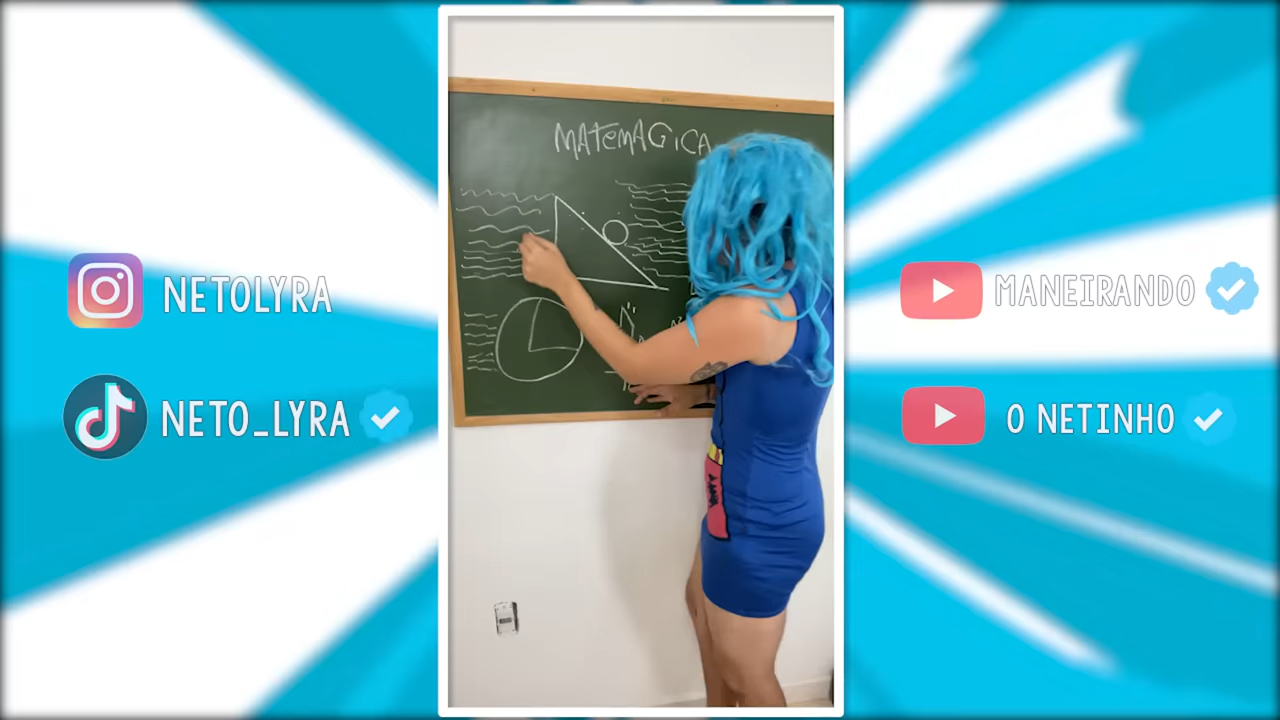 MATEMAGICA
NETOLYRA
NETO_LYRA
MANEIRANDO
O NETINHO